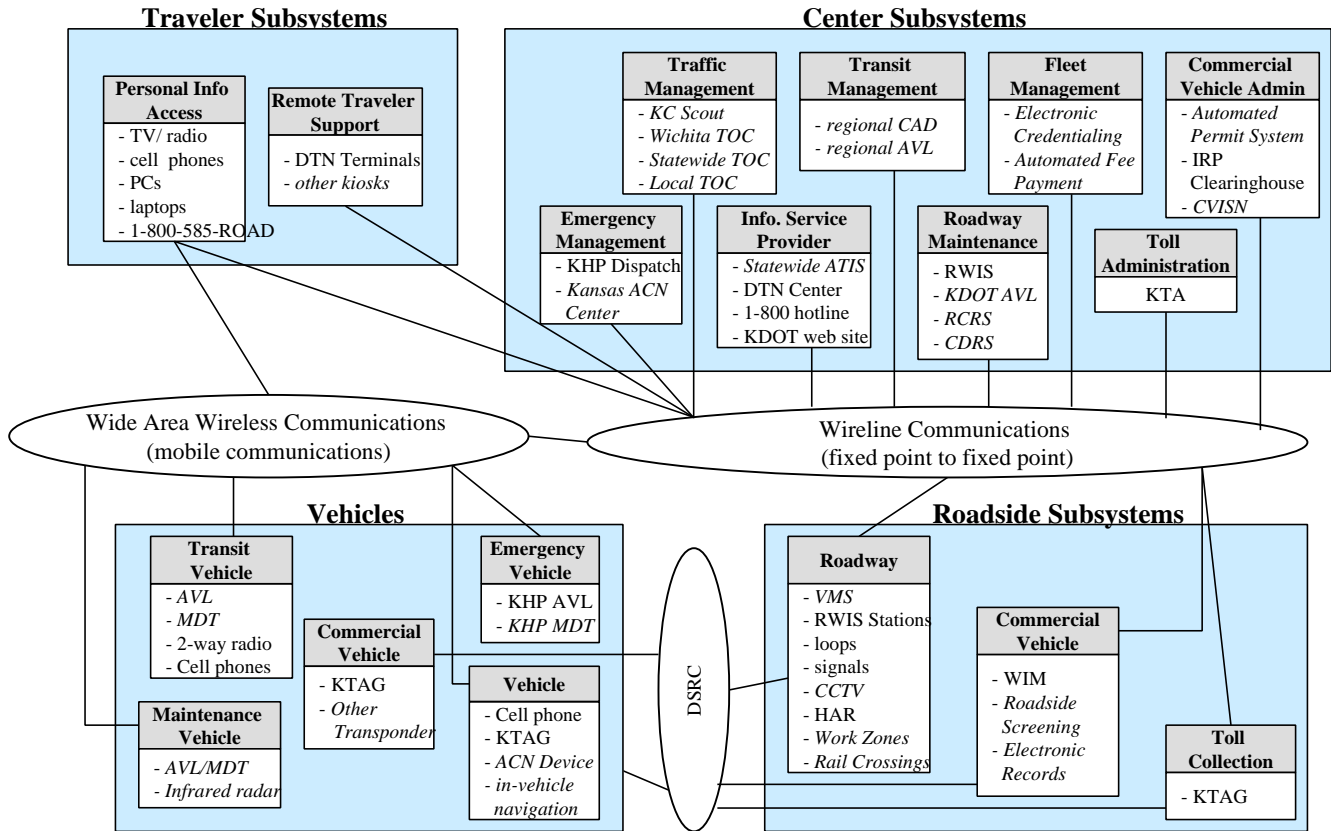 Traveler Subsystems
Personal Info
Access
- TV/ radio
- cell phones
- PCs
- laptops
- 1-800-585-ROAD
Remote Traveler
Support
- DTN Terminals
- other kiosks
Center Subsystems
Traffic
Management
- KC Scout
- Wichita TOC
- Statewide TOC
- Local TOC
Transit
Management
- regional CAD
- regional AVL
Fleet
Management
- Electronic
Credentialing
- Automated Fee
Payment
Commercial
Vehicle Admin
- Automated
Permit System
- IRP
Clearinghouse
- CVISN
Emergency
Management
- KHP Dispatch
- Kansas ACN
Center
Info. Service
Provider
- Statewide ATIS
- DTN Center
- 1-800 hotline
- KDOT web site
Roadway
Maintenance
- RWIS
- KDOT AVL
- RCRS
- CDRS
Toll
Administration
KTA
Wide Area Wireless Communications
(mobile communications)
Wireline Communications
(fixed point to fixed point)
Vehicles
Transit
Vehicle
- AVL
- MDT
- 2-way radio
- Cell phones
Emergency
Vehicle
- KHP AVL
- KHP MDT
Commercial
Vehicle
- KTAG
- Other
Transponder
Vehicle
- Cell phone
- KTAG
- ACN Device
- in-vehicle
navigation
Maintenance
Vehicle
- AVL/MDT
- Infrared radar
DSRC
Roadside Subsystems
Roadway
- VMS
- RWIS Stations
- loops
- signals
- CCTV
- HAR
- Work Zones
- Rail Crossings
Commercial
Vehicle
- WIM
- Roadside
Screening
- Electronic
Records
Toll
Collection
- KTAG